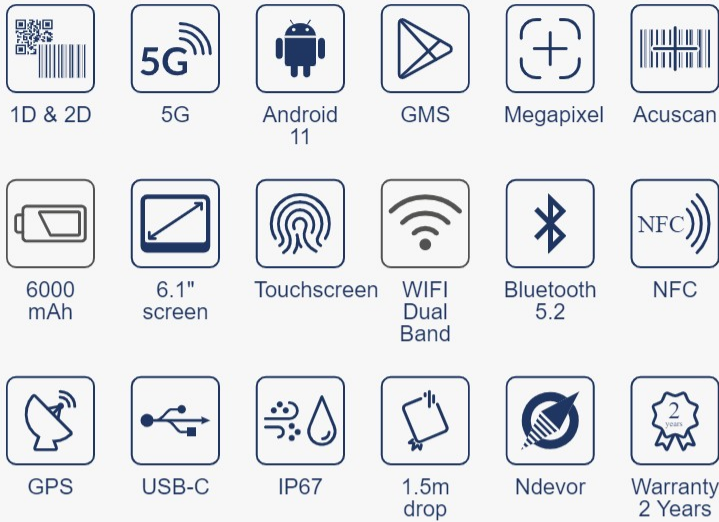 5G
1D & 2D
5G
Android
11
GMS
Megapixel
Acuscan
NFC
6000
mAh
6.1"
screen
Touchscreen
WIFI
Dual
Band
Bluetooth
5.2
NFC
2
years
GPS
USB-C
IP67
1.5m
drop
Ndevor
Warranty
2 Years